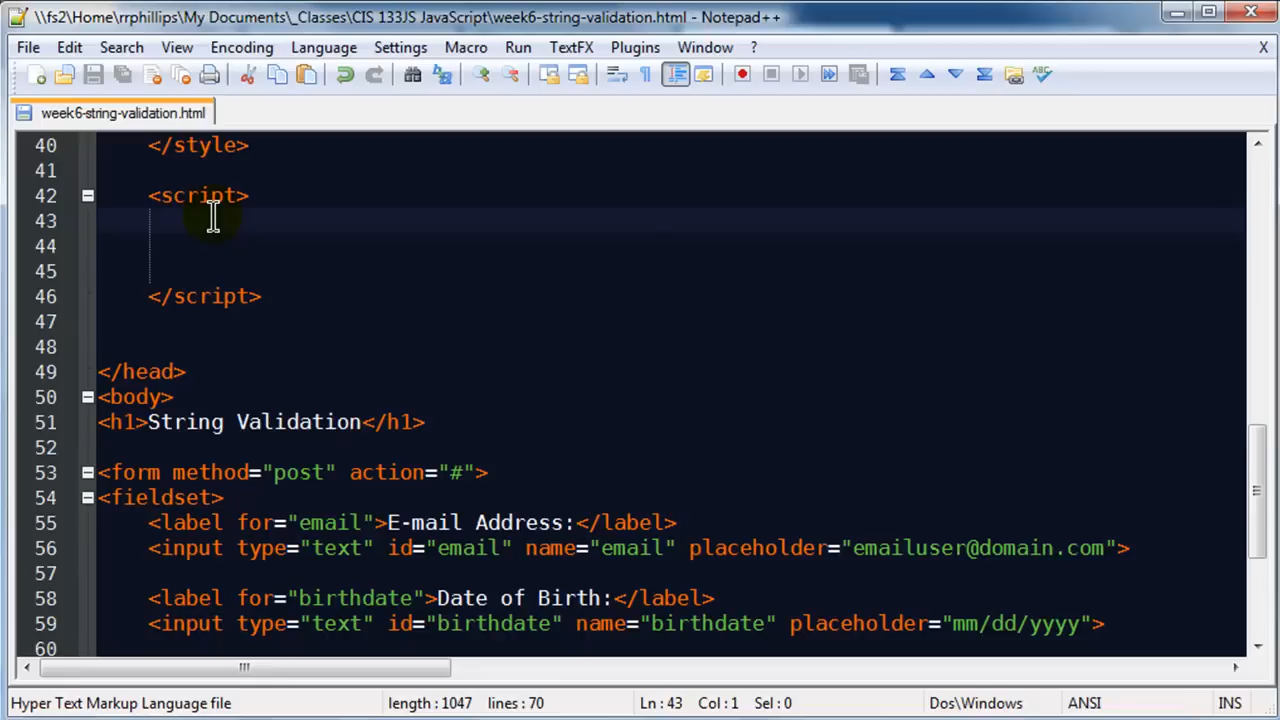 \\fs2\Home\rrphillips\My Documents\_Classes\CIS 133JS JavaScript\week6-string-validation.html - Notepad++
File Edit Search View Encoding Language Settings Macro Run TextFX Plugins Window ? X
ABC
week6-string-validation.html
40 </style>
41
42 <script>
43
44
45
46 </script>
47
48
49 </head>
50 <body>
51 <h1>String Validation</h1>
52
53 <form method="post" action="#">
54 <fieldset>
55 <label for="email">E-mail Address:</label>
56 <input type="text" id="email" name="email" placeholder="emailuser@domain.com">
57
58 <label for="birthdate">Date of Birth:</label>
59 <input type="text" id="birthdate" name="birthdate" placeholder="mm/dd/yyyy">
60
Hyper Text Markup Language file length : 1047 lines : 70 Ln : 43 Col : 1 Sel : 0 Dos\Windows ANSI INS